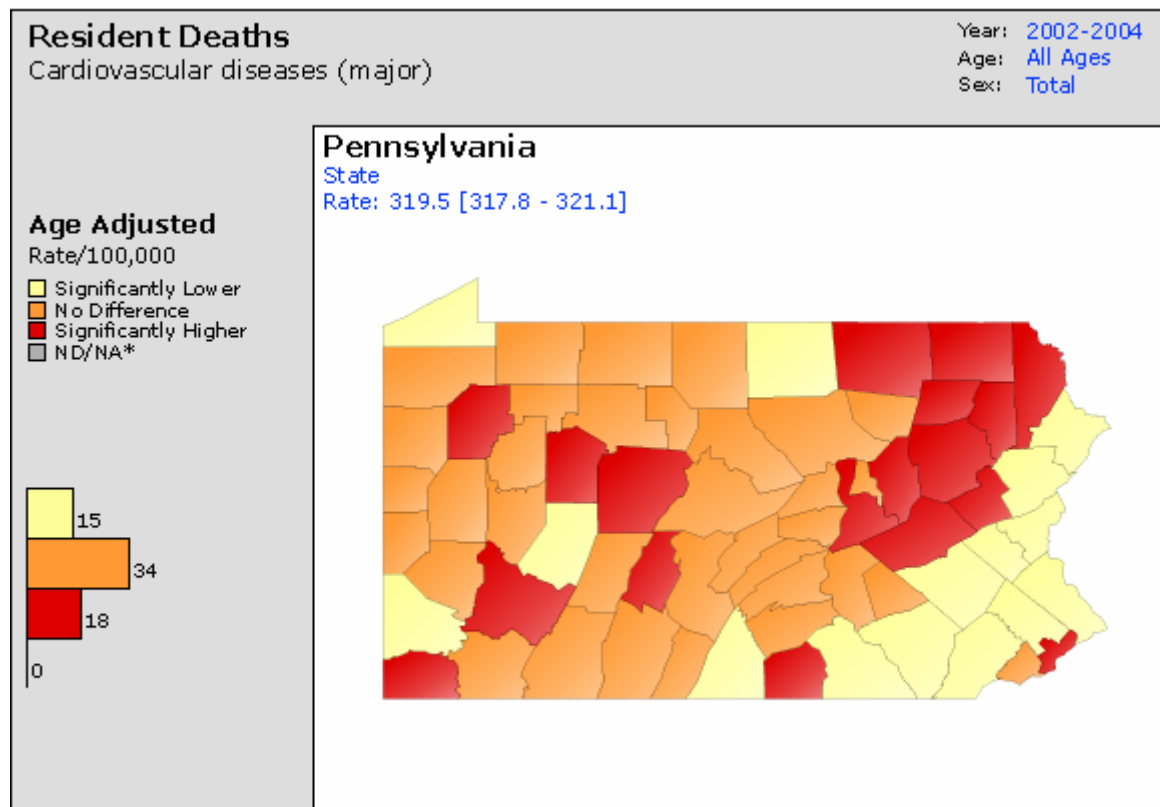 Resident Deaths
Cardiovascular diseases (major)
Year: 2002-2004
Age: All Ages
Sex: Total
Pennsylvania
State
Rate: 319.5 [317.8 - 321.1]
Age Adjusted
Rate/100,000
Significantly Lower
No Difference
Significantly Higher
ND/NA*
15
34
18
0